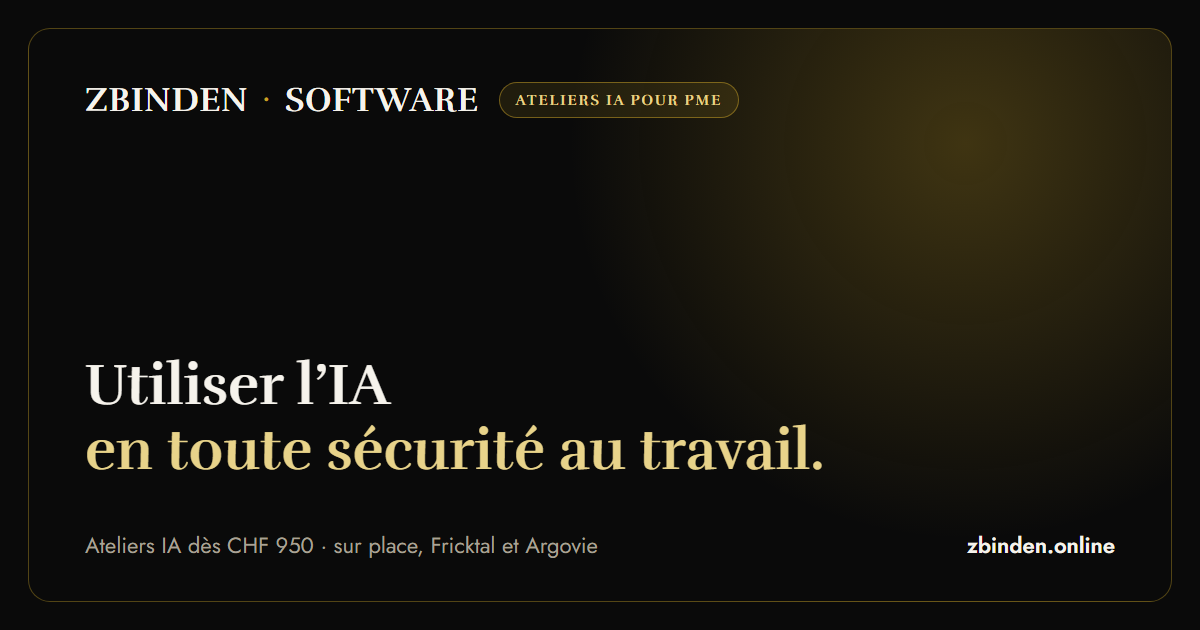 ZBINDEN · SOFTWARE
ATELIERS IA POUR PME
Utiliser l’IA
en toute sécurité au travail.
Ateliers IA dès CHF 950 · sur place, Fricktal et Argovie
zbinden.online